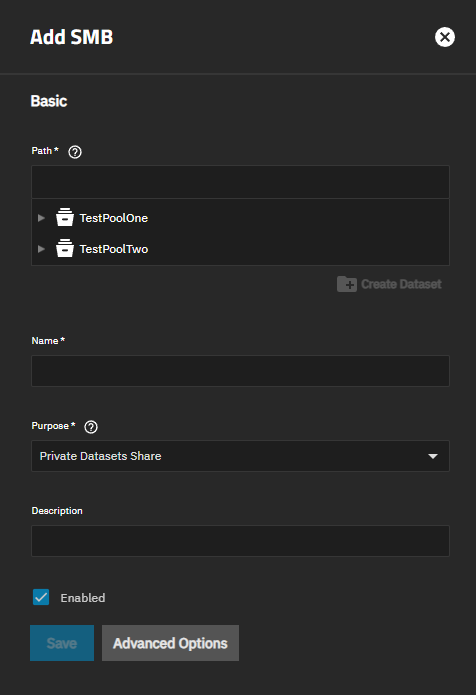 Add SMB
Basic
Path *
TestPoolOne
TestPoolTwo
Create Dataset
Name *
Purpose *
Private Datasets Share
Description
Enabled
Save Advanced Options